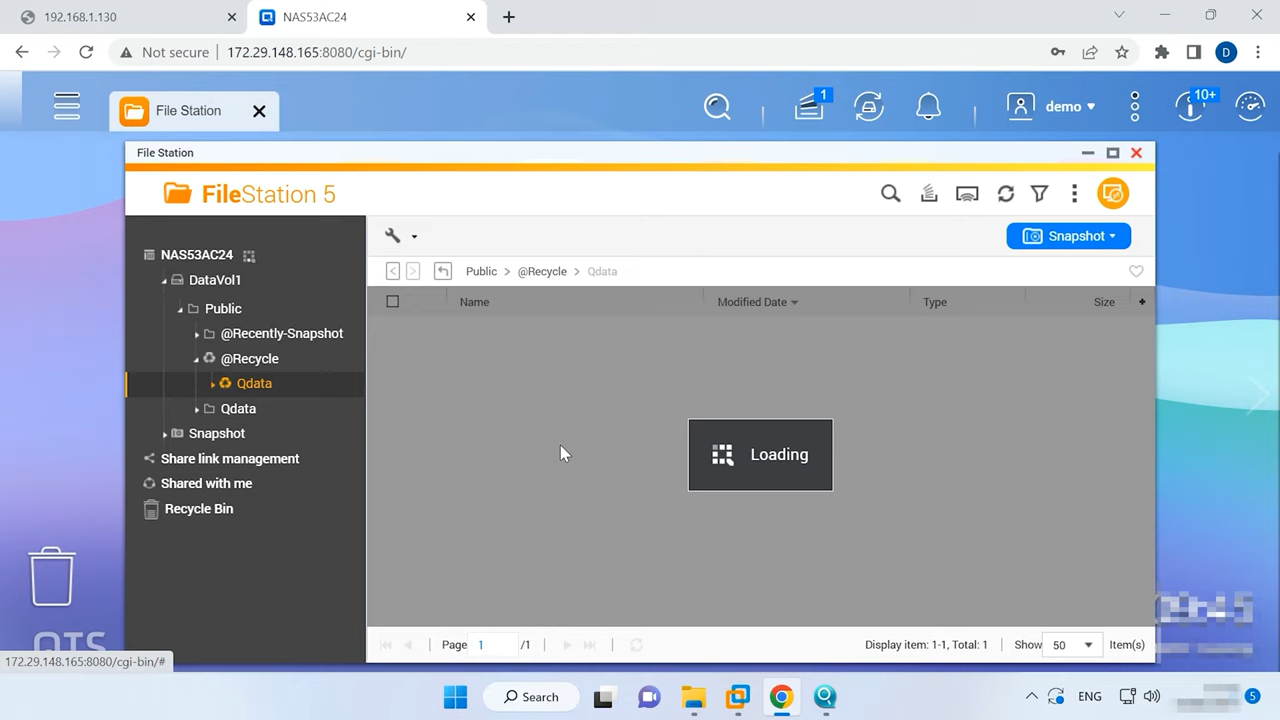 192.168.1.130
NAS53AC24
Not secure
172.29.148.165:8080/cgi-bin/
D
File Station
1
demo
10+
File Station
FileStation 5
Snapshot
NAS53AC24
DataVol1
Public
@Recently-Snapshot
@Recycle
Qdata
Qdata
Snapshot
Share link management
Shared with me
Recycle Bin
Public > @Recycle > Qdata
Name
Modified Date
Type
Size
Loading
Page 1 /1
Display item: 1-1, Total: 1
Show 50 Item(s)
QTS
172.29.148.165:8080/cgi-bin/#
Search
ENG
5